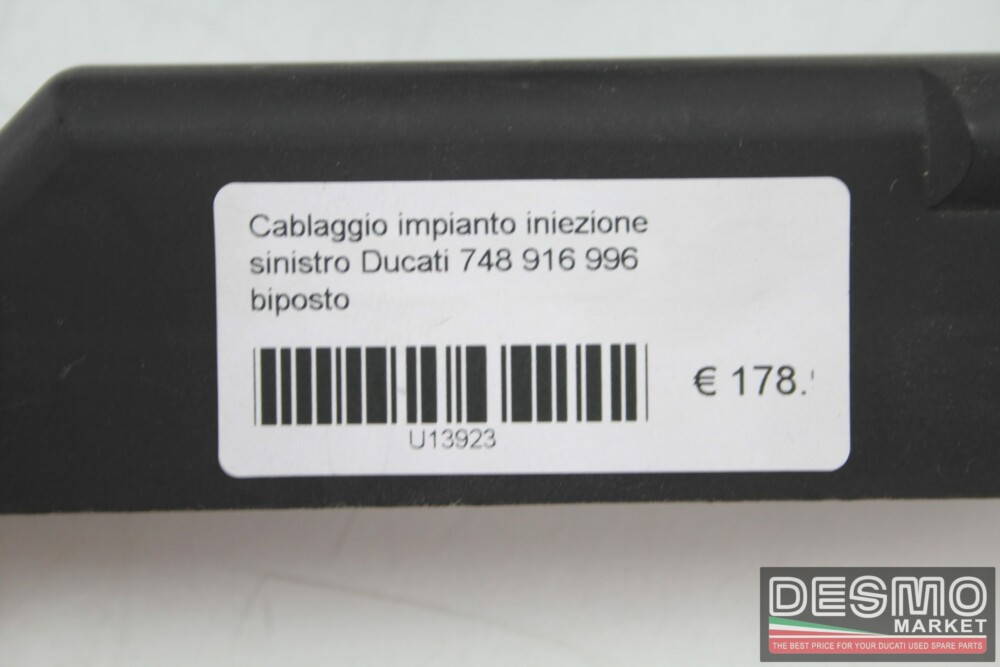 Cablaggio impianto iniezione
sinistro Ducati 748 916 996
biposto
€ 178.
U13923
DESMO
MARKET
THE BEST PRICE FOR YOUR DUCATI USED SPARE PARTS